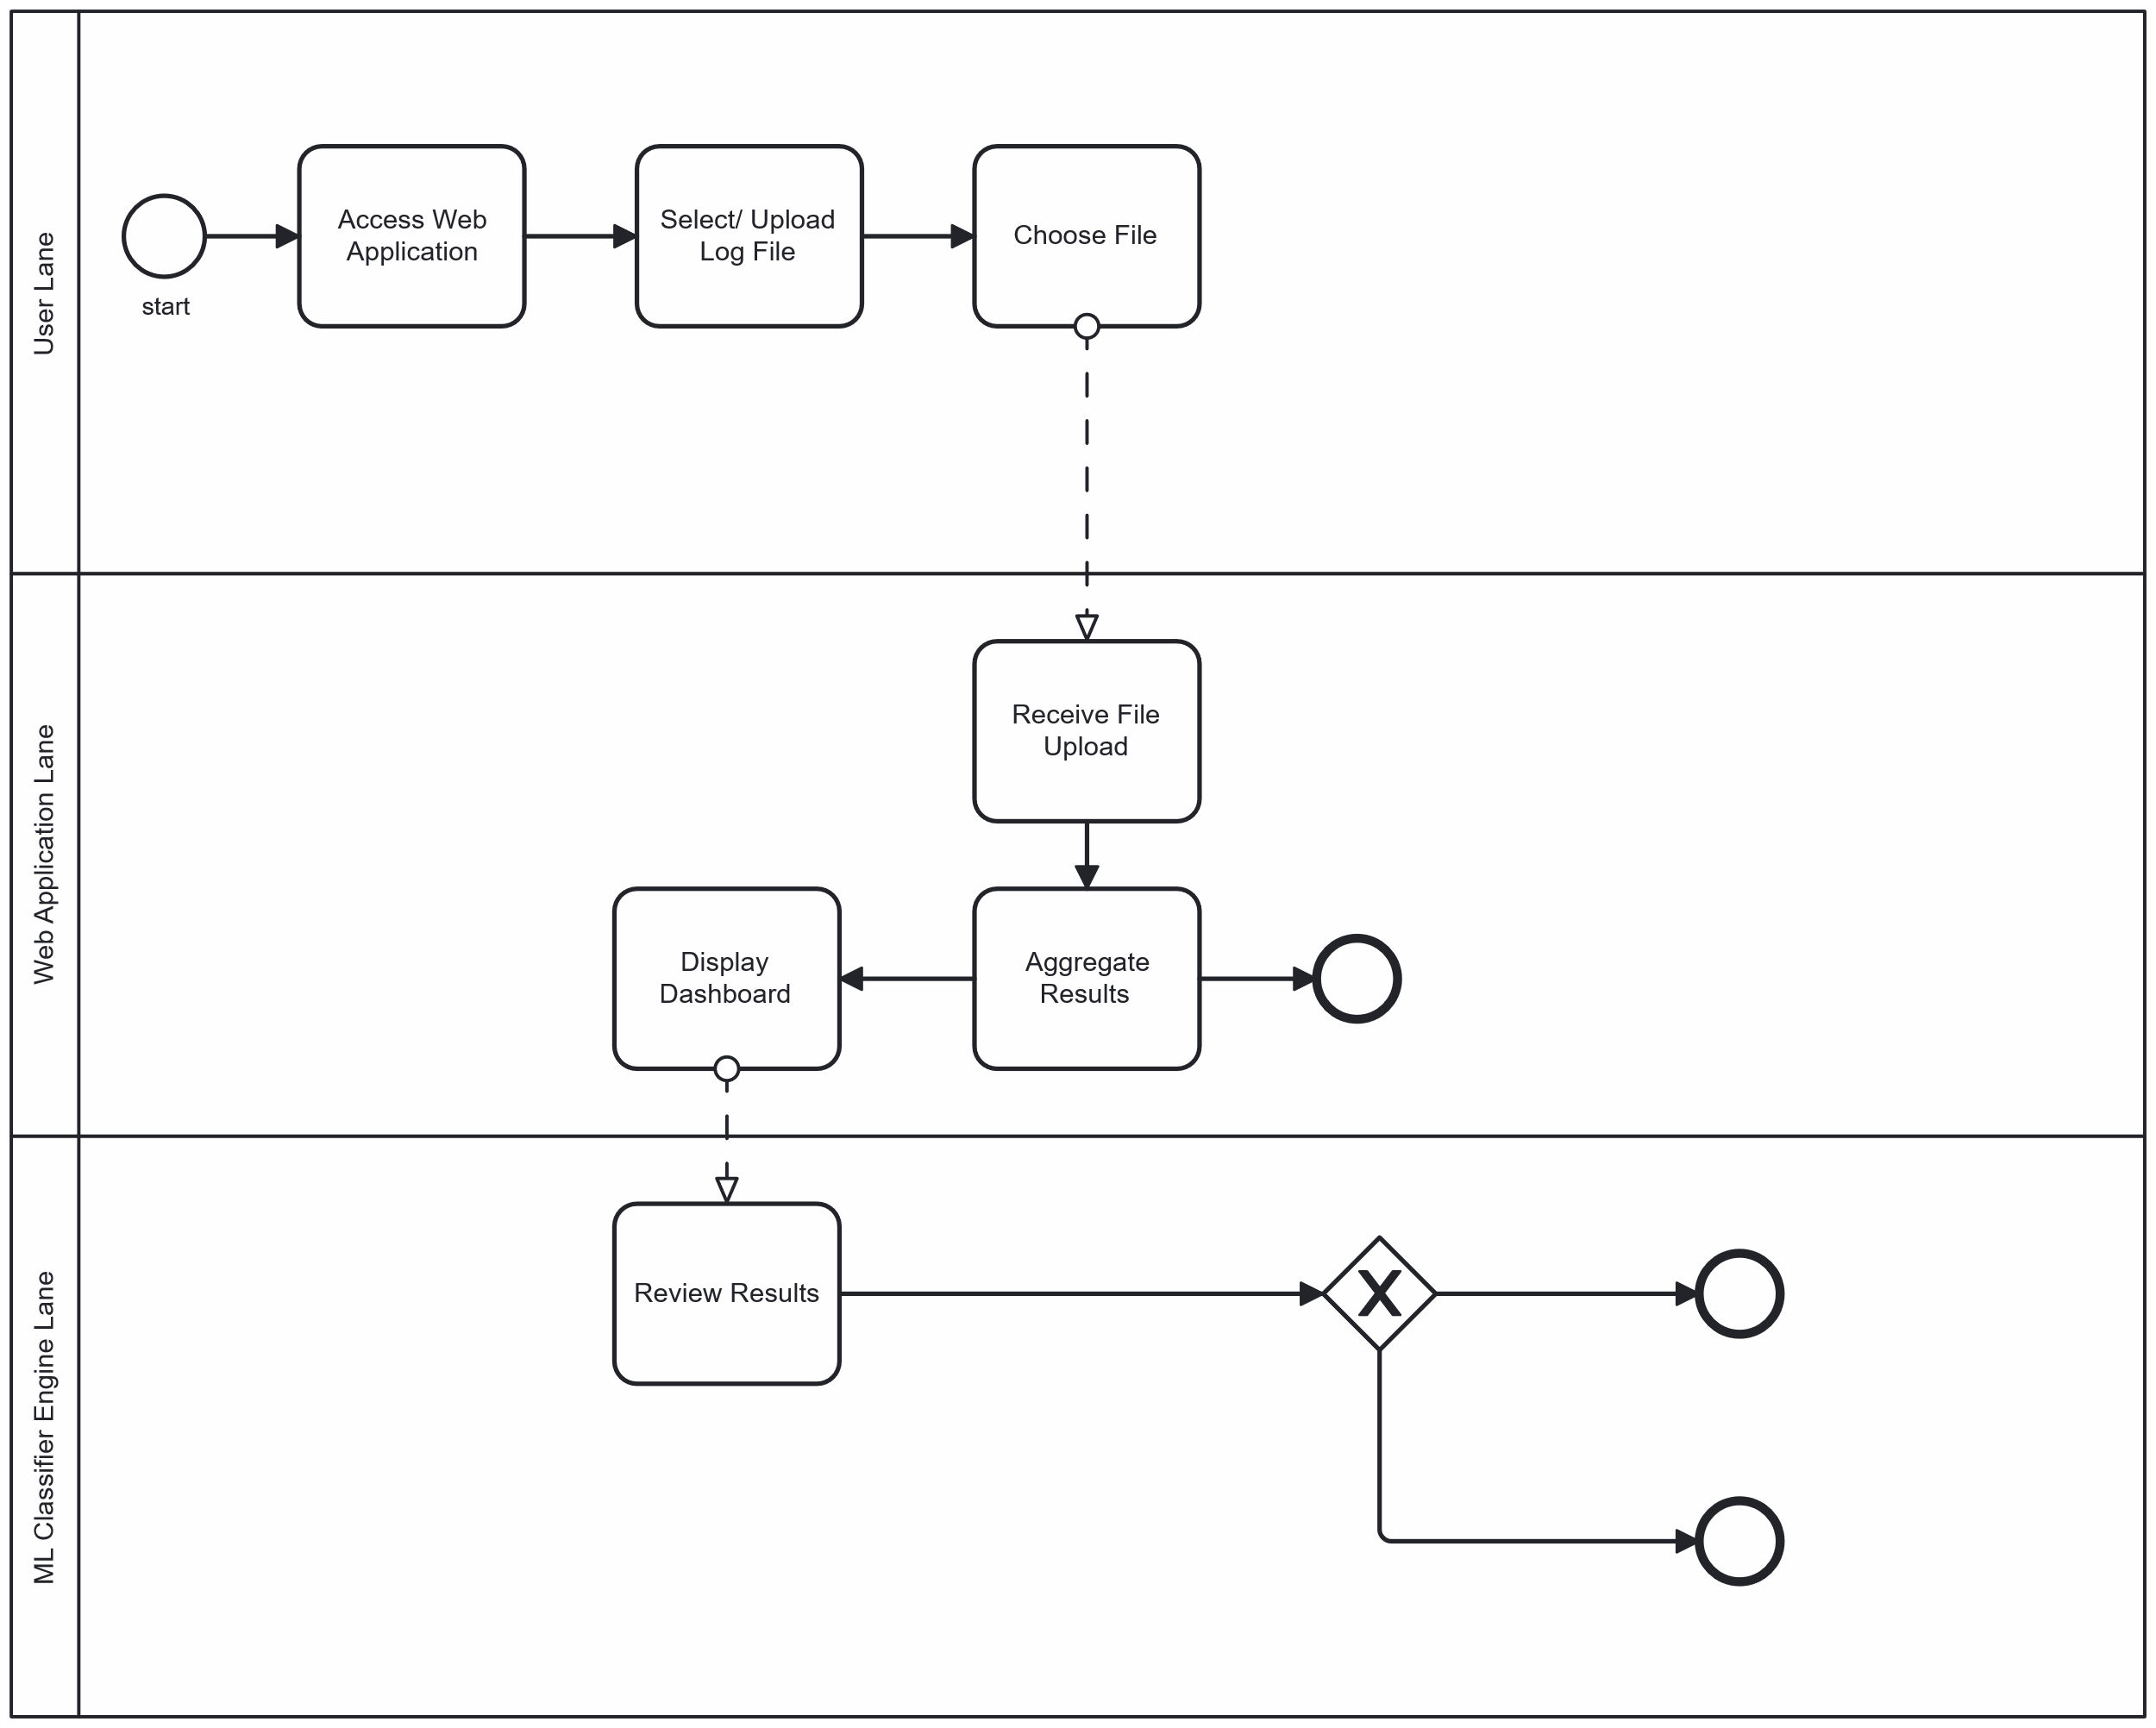 User Lane
start
Access Web
Application
Select/ Upload
Log File
Choose File
Web Application Lane
Receive File
Upload
Display
Dashboard
Aggregate
Results
ML Classifier Engine Lane
Review Results
X